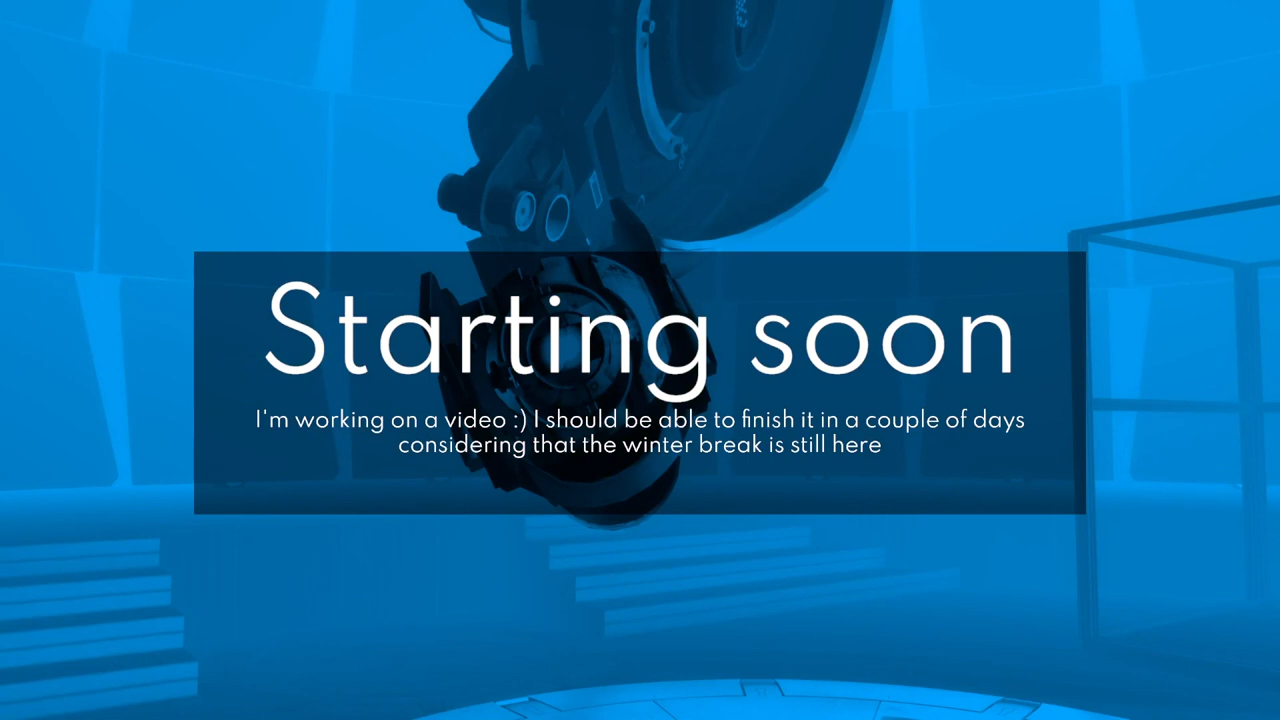 Starting soon
I'm working on a video :) I should be able to finish it in a couple of days
considering that the winter break is still here